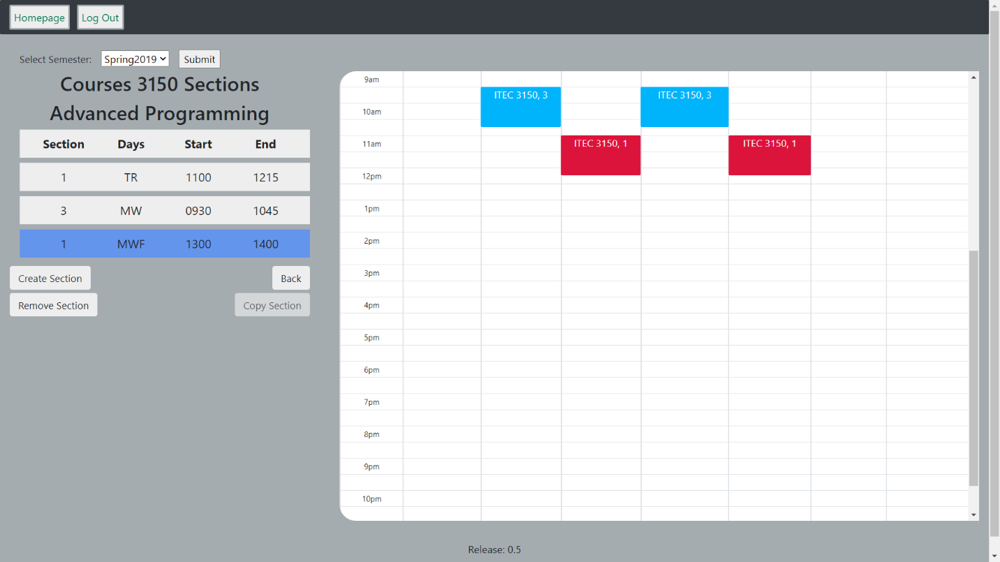 Homepage Log Out
Select Semester: Spring2019 Submit
Courses 3150 Sections
Advanced Programming
Section Days Start End
1 TR 1100 1215
3 MW 0930 1045
1 MWF 1300 1400
Create Section Back
Remove Section Copy Section
9am
ITEC 3150, 3 ITEC 3150, 3
10am
11am ITEC 3150, 1 ITEC 3150, 1
12pm
1pm
2pm
3pm
4pm
5pm
6pm
7pm
8pm
9pm
10pm
Release: 0.5